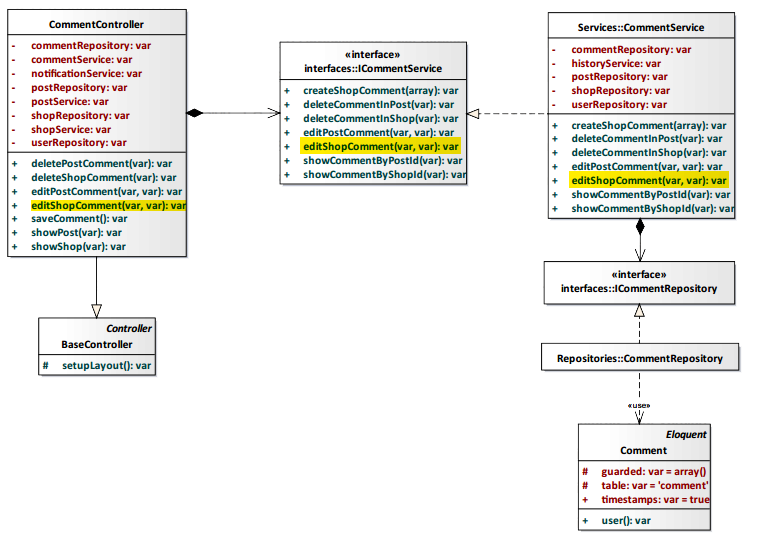 CommentController
- commentRepository: var
- commentService: var
- notificationService: var
- postRepository: var
- postService: var
- shopRepository: var
- shopService: var
- userRepository: var
+ deletePostComment(var): var
+ deleteShopComment(var): var
+ editPostComment(var, var): var
+ editShopComment(var, var): var
+ saveComment(): var
+ showPost(var): var
+ showShop(var): var
Controller
BaseController
# setupLayout(): var
«interface»
interfaces::ICommentService
+ createShopComment(array): var
+ deleteCommentInPost(var): var
+ deleteCommentInShop(var): var
+ editPostComment(var, var): var
+ editShopComment(var, var): var
+ showCommentByPostId(var): var
+ showCommentByShopId(var): var
Services::CommentService
- commentRepository: var
- historyService: var
- postRepository: var
- shopRepository: var
- userRepository: var
+ createShopComment(array): var
+ deleteCommentInPost(var): var
+ deleteCommentInShop(var): var
+ editPostComment(var, var): var
+ editShopComment(var, var): var
+ showCommentByPostId(var): var
+ showCommentByShopId(var): var
«interface»
interfaces::ICommentRepository
Repositories::CommentRepository
«use»
Eloquent
Comment
# guarded: var = array()
# table: var = 'comment'
+ timestamps: var = true
+ user(): var